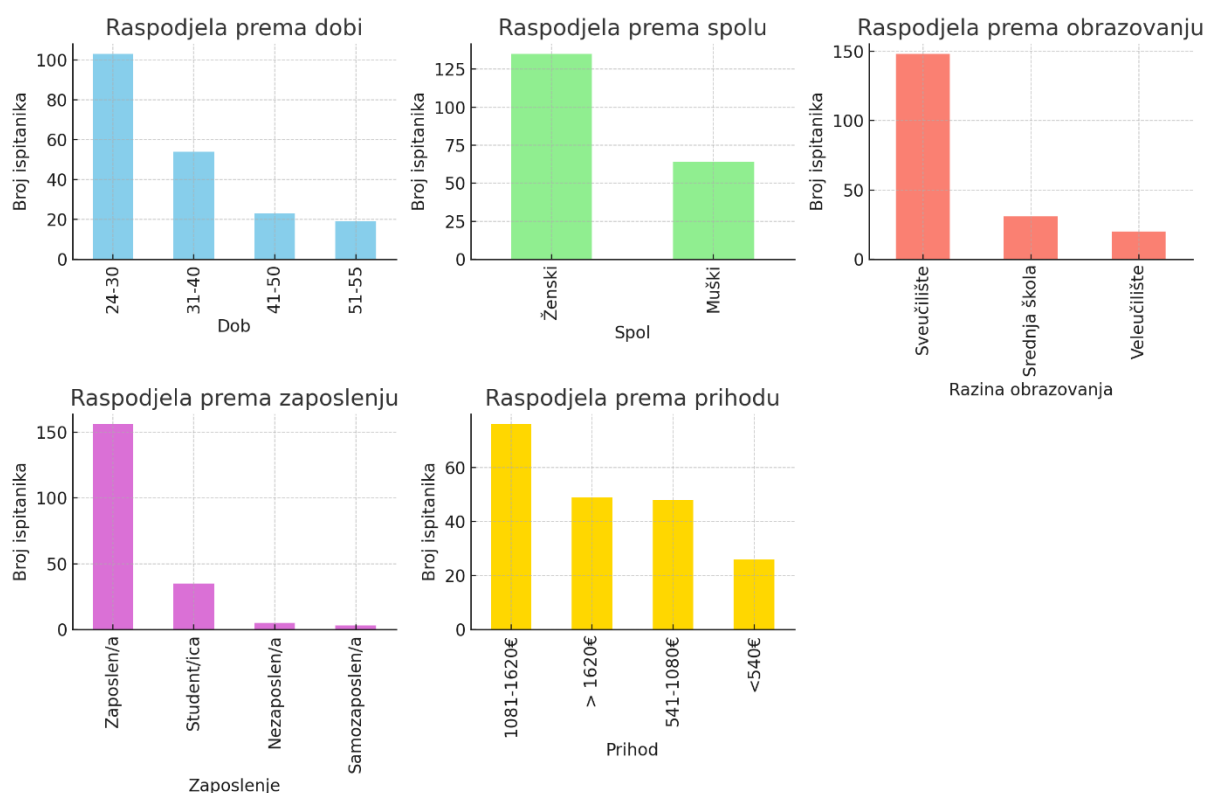 Raspodjela prema dobi
Broj ispitanika
100
80
60
40
20
0
24-30
31-40
41-50
51-55
Dob
Raspodjela prema spolu
Broj ispitanika
125
100
75
50
25
0
Ženski
Muški
Spol
Raspodjela prema obrazovanju
Broj ispitanika
150
100
50
0
Sveučilište
Srednja škola
Veleučilište
Razina obrazovanja
Raspodjela prema zaposlenju
Broj ispitanika
150
100
50
0
Zaposlen/a
Student/ica
Nezaposlen/a
Samozaposlen/a
Zaposlenje
Raspodjela prema prihodu
Broj ispitanika
60
40
20
0
1081-1620€
> 1620€
541-1080€
<540€
Prihod